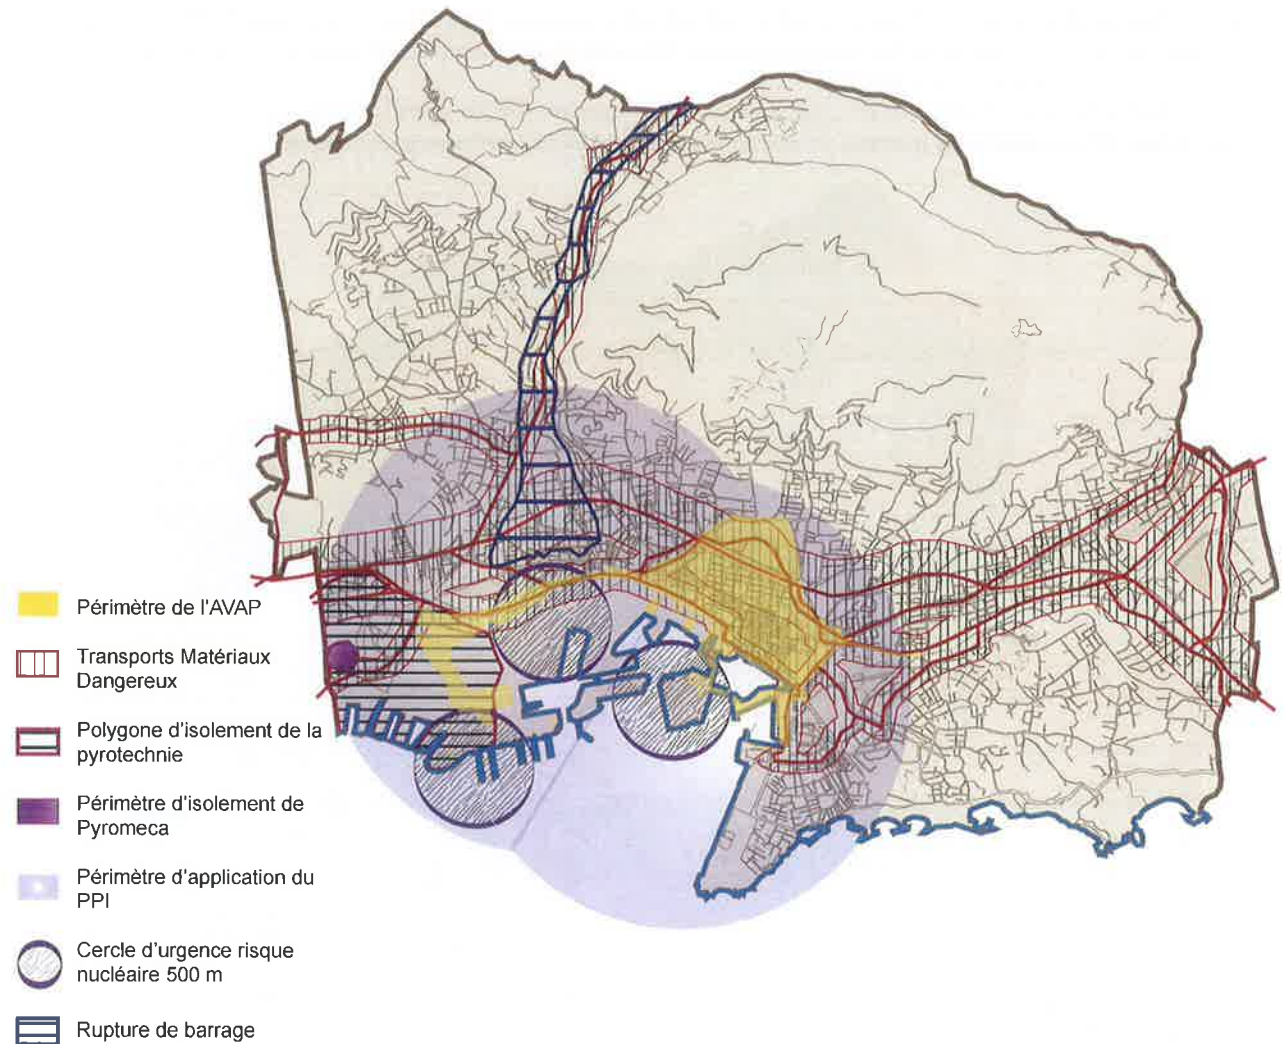 Périmètre de l'AVAP
Transports Matériaux
Dangereux
Polygone d'isolement de la
pyrotechnie
Périmètre d'isolement de
Pyromeca
Périmètre d'application du
PPI
Cercle d'urgence risque
nucléaire 500 m
Rupture de barrage